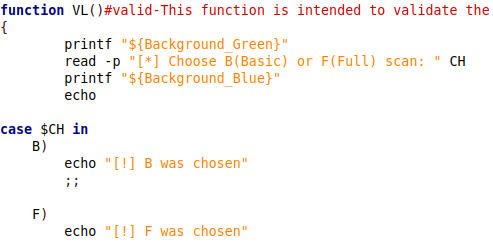 function VL()#valid-This function is intended to validate the
{
        printf "${Background_Green}"
        read -p "[*] Choose B(Basic) or F(Full) scan: " CH
        printf "${Background_Blue}"
        echo
case $CH in
    B)
        echo "[!] B was chosen"
        ;;
    F)
        echo "[!] F was chosen"